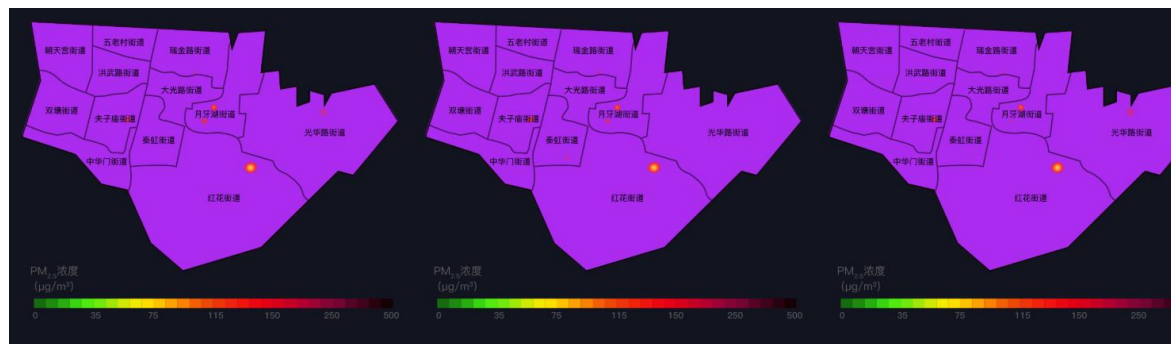 朝天宫街道
五老村街道
瑞金路街道
洪武路街道
大光路街道
双塘街道
夫子庙街道
月牙湖街道
光华路街道
秦虹街道
中华门街道
红花街道
PM2.5浓度
(μg/m³)
0 35 75 115 150 250 500
朝天宫街道
五老村街道
瑞金路街道
洪武路街道
大光路街道
双塘街道
夫子庙街道
月牙湖街道
光华路街道
秦虹街道
中华门街道
红花街道
PM2.5浓度
(μg/m³)
0 35 75 115 150 250 500
朝天宫街道
五老村街道
瑞金路街道
洪武路街道
大光路街道
双塘街道
夫子庙街道
月牙湖街道
光华路街道
秦虹街道
中华门街道
红花街道
PM2.5浓度
(μg/m³)
0 35 75 115 150 250